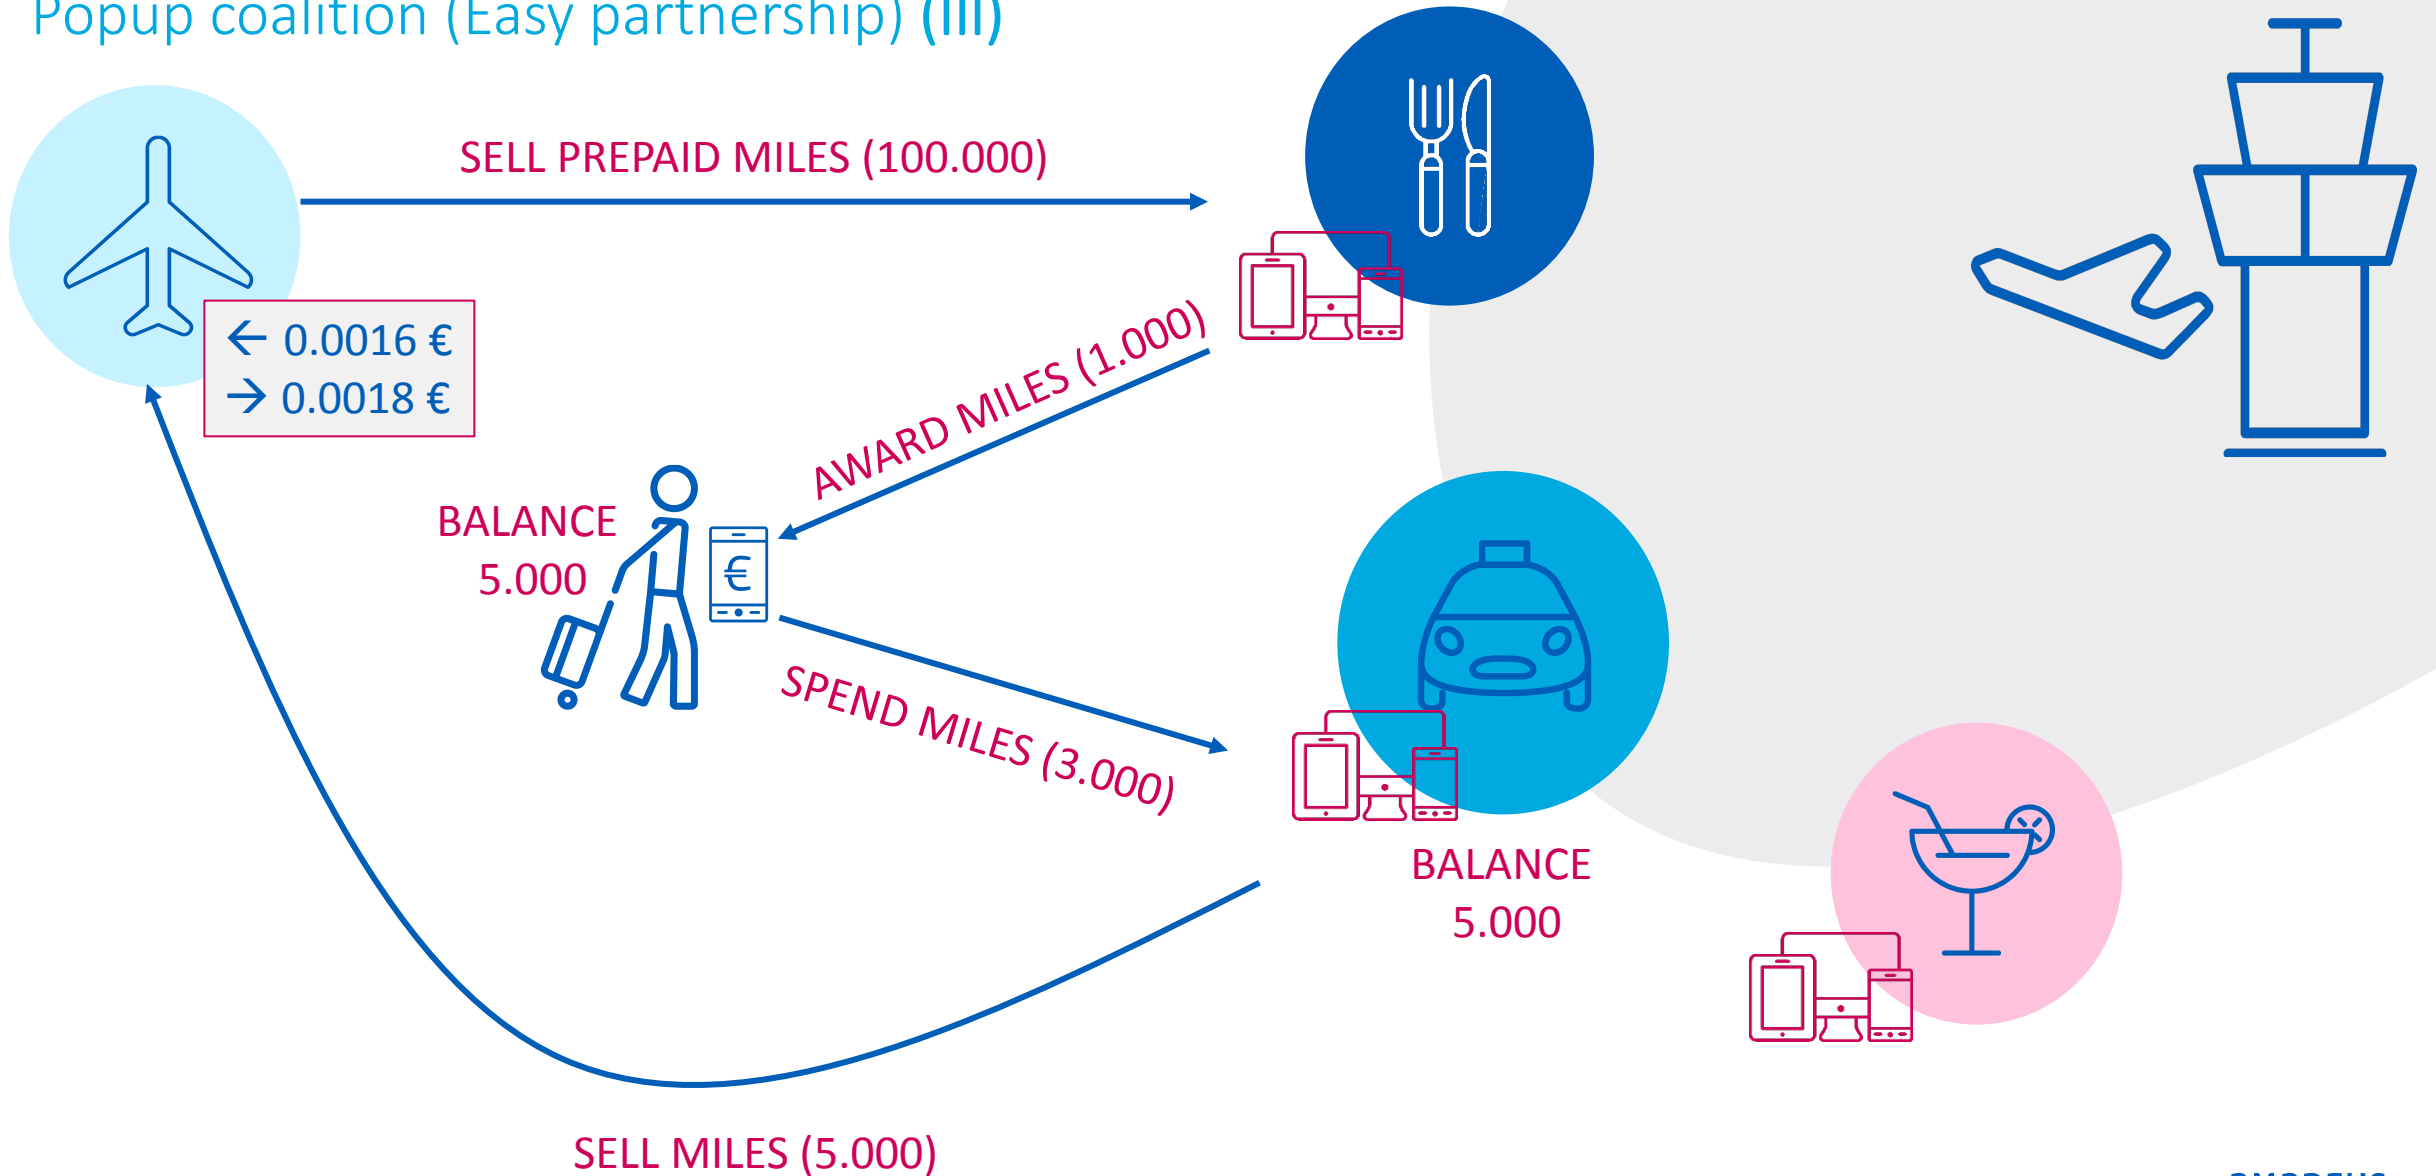 Popup coalition (Easy partnership) (III)
SELL PREPAID MILES (100.000)
← 0.0016 €
→ 0.0018 €
AWARD MILES (1.000)
BALANCE
5.000
€
SPEND MILES (3.000)
BALANCE
5.000
SELL MILES (5.000)